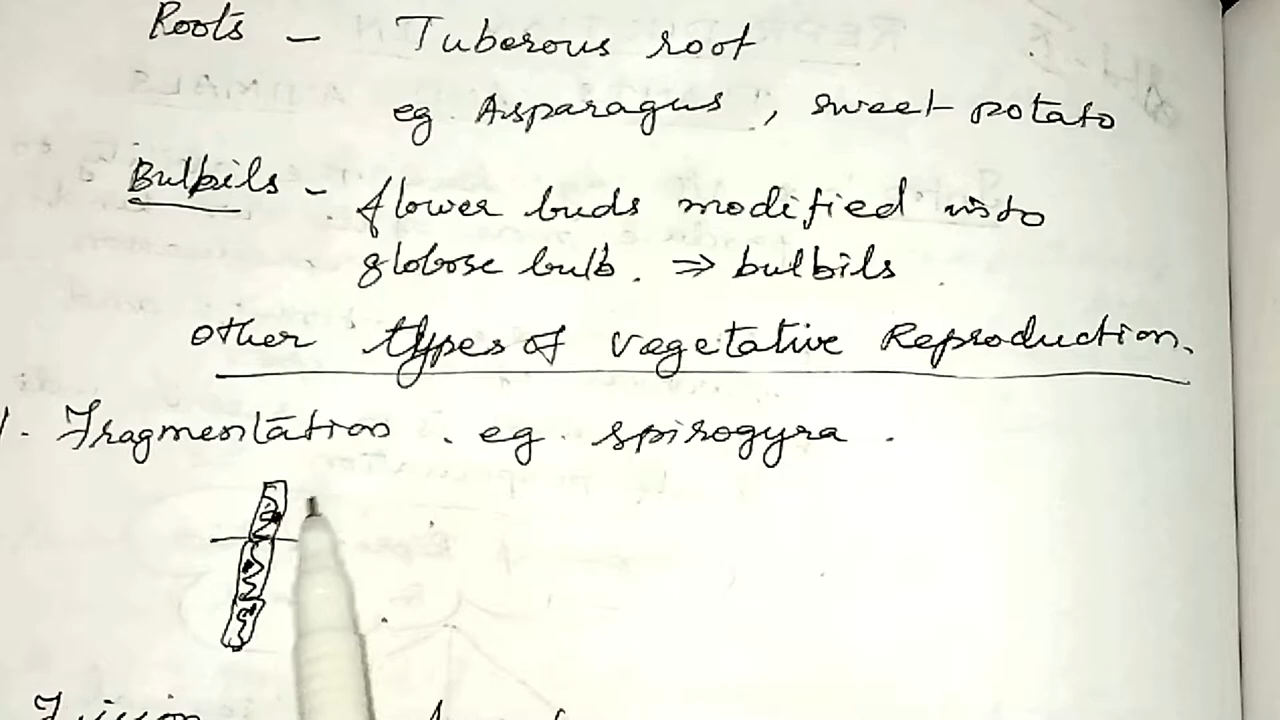 Roots - Tuberous root
eg. Asparagus, sweet potato
Bulbils - flower buds modified into
globose bulb. ⇒ bulbils
other types of vegetative Reproduction.
1. Fragmentation. eg. spirogyra.